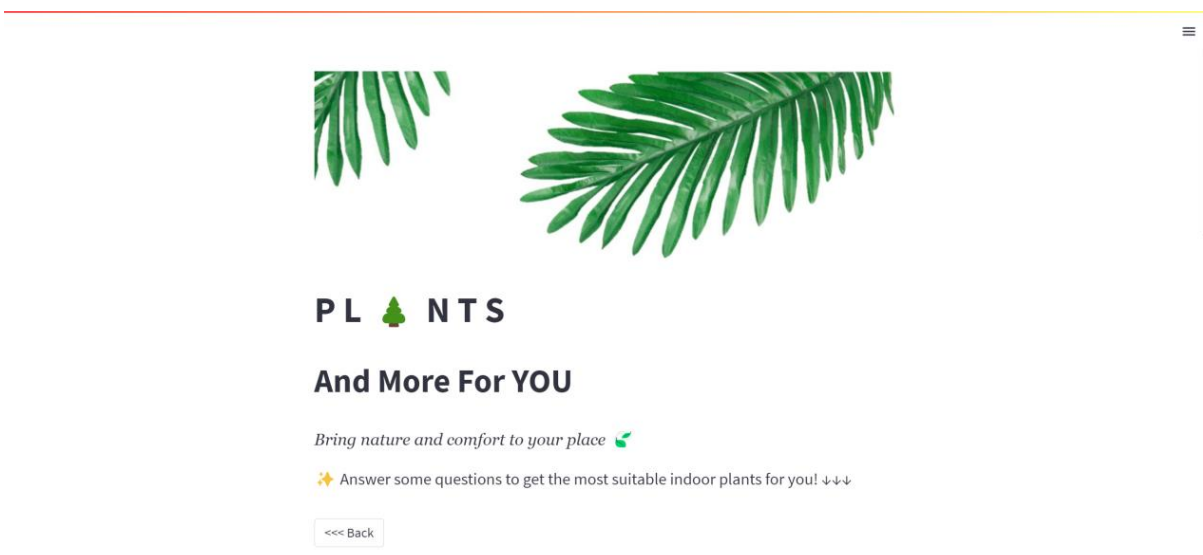 PL🌲NTS
And More For YOU
Bring nature and comfort to your place
✨ Answer some questions to get the most suitable indoor plants for you! ↓↓↓
<<< Back